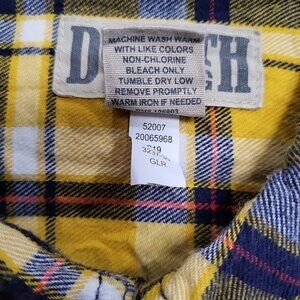 D TH
MACHINE WASH WARM
WITH LIKE COLORS
NON-CHLORINE
BLEACH ONLY
TUMBLE DRY LOW
REMOVE PROMPTLY
WARM IRON IF NEEDED
52007
20065968
GLR